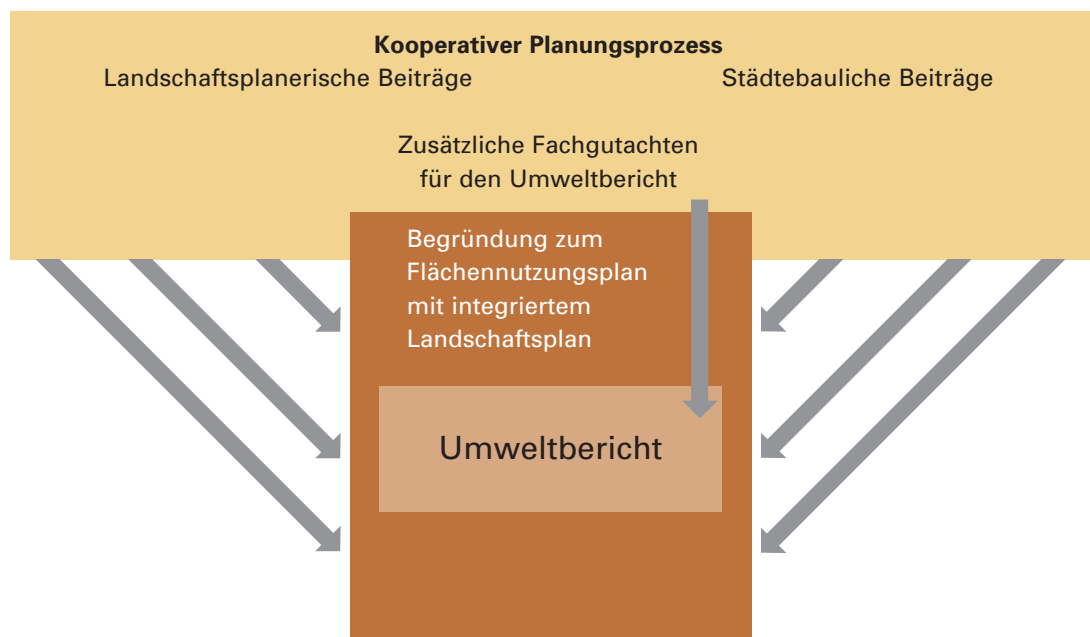 Kooperativer Planungsprozess
Landschaftsplanerische Beiträge
Städtebauliche Beiträge
Zusätzliche Fachgutachten
für den Umweltbericht
Begründung zum
Flächennutzungsplan
mit integriertem
Landschaftsplan
Umweltbericht